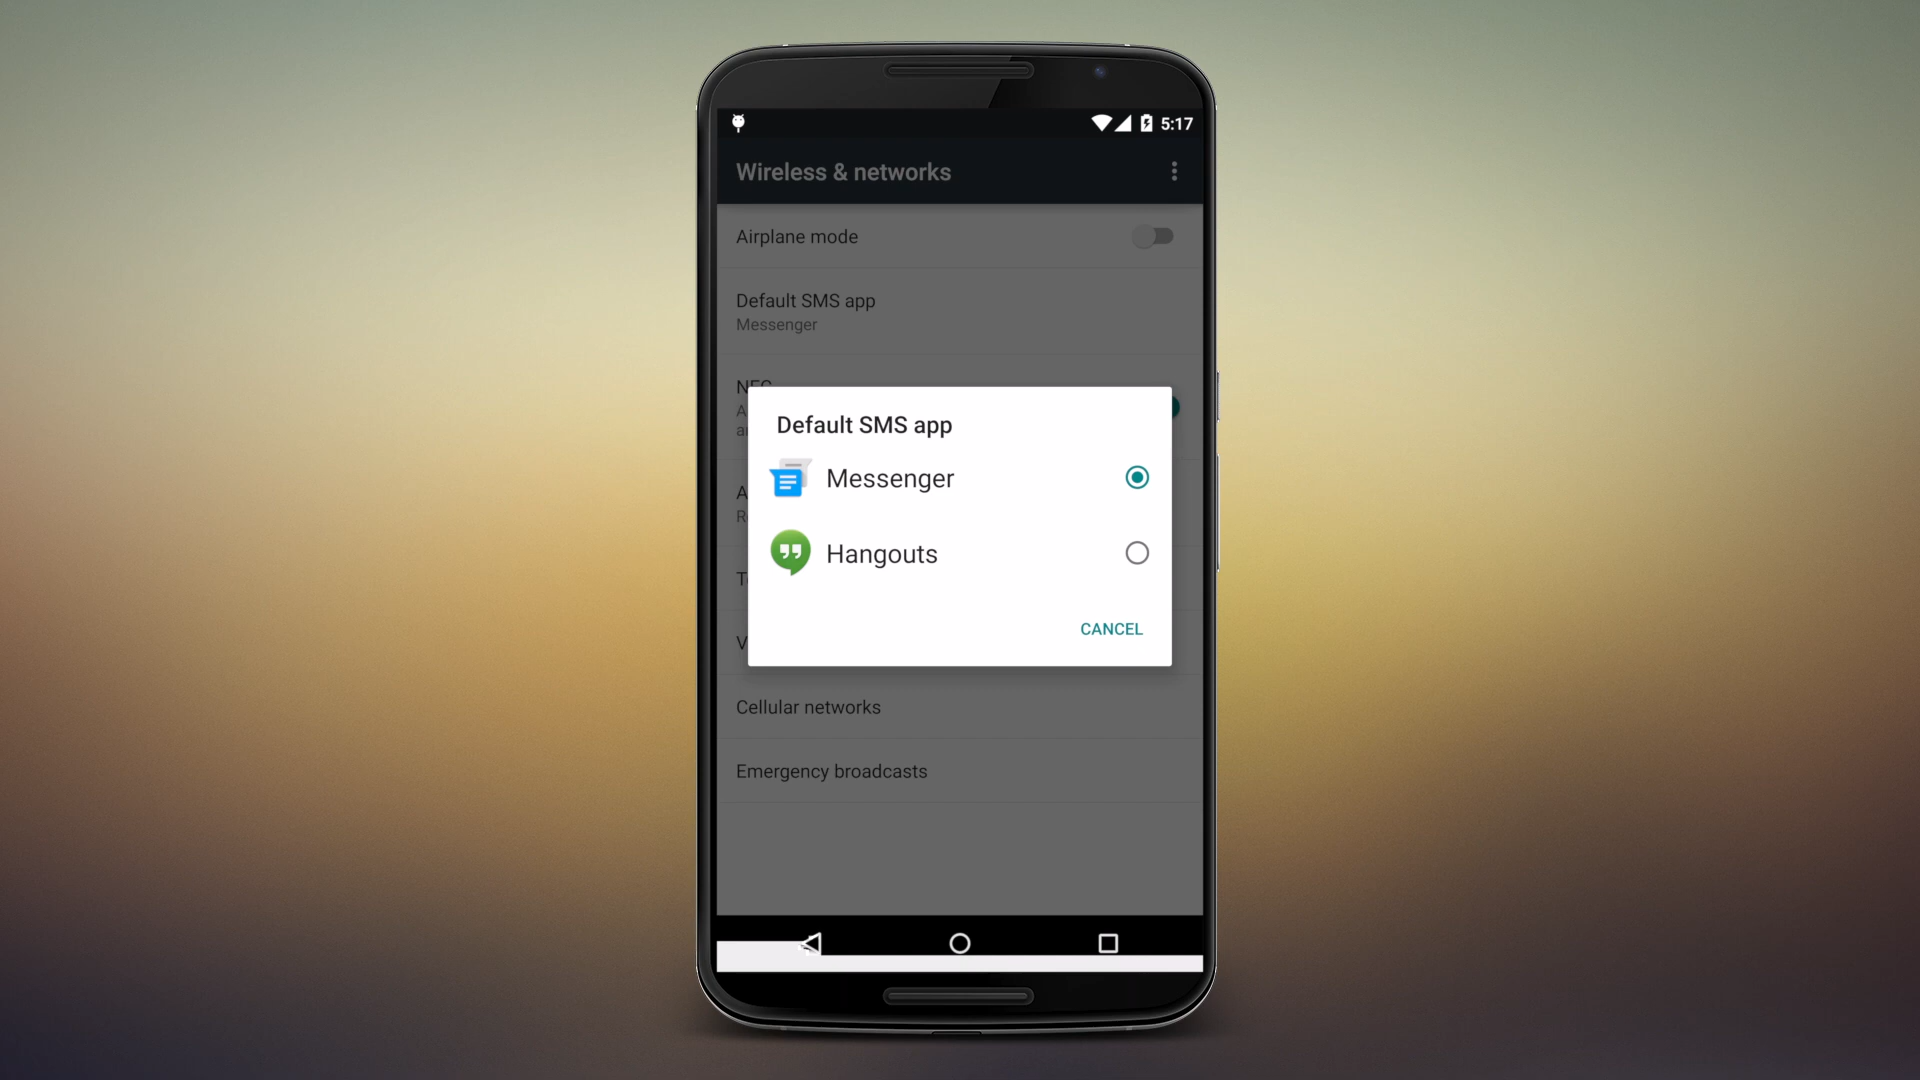 5:17
Wireless & networks
Airplane mode
Default SMS app
Messenger
NFC
Default SMS app
Messenger
Hangouts
CANCEL
Cellular networks
Emergency broadcasts